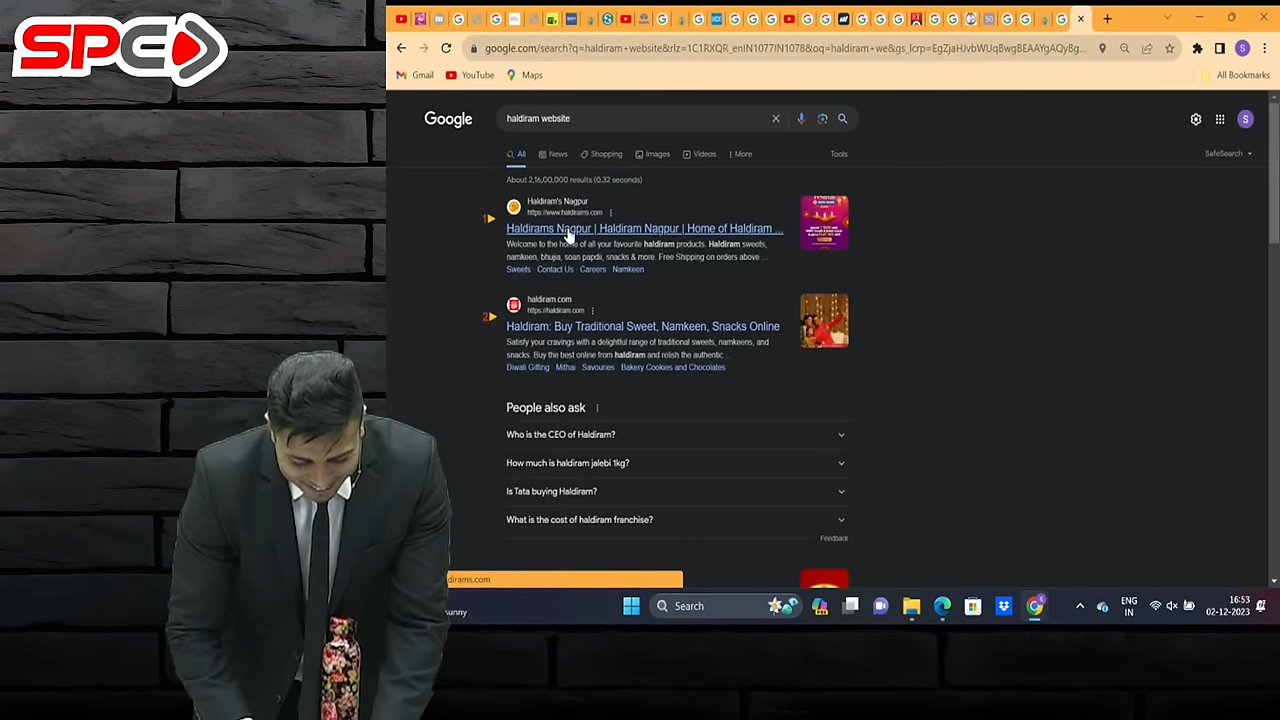 SPE
google.com/search?q=haldiram+website&rlz=1C1RXQR_enIN1077IN1078&oq=haldiram+we&gs_lcrp=EgZjaHJvbWUqBwgBEAAYgAQyBg...
Gmail YouTube Maps All Bookmarks
Google haldiram website S
All News Shopping Images Videos More Tools SafeSearch
About 2,16,00,000 results (0.32 seconds)
Haldiram's Nagpur
https://www.haldirams.com
1
Haldirams Nagpur | Haldiram Nagpur | Home of Haldiram ...
Welcome to the home of all your favourite haldiram products. Haldiram sweets,
namkeen, bhujia, soan papdi, snacks & more. Free Shipping on orders above ...
Sweets · Contact Us · Careers · Namkeen
haldiram.com
https://haldiram.com
2
Haldiram: Buy Traditional Sweet, Namkeen, Snacks Online
Satisfy your cravings with a delightful range of traditional sweets, namkeens, and
snacks. Buy the best online from haldiram and relish the authentic ...
Diwali Gifting · Mithai · Savouries · Bakery Cookies and Chocolates
People also ask
Who is the CEO of Haldiram?
How much is haldiram jalebi 1kg?
Is Tata buying Haldiram?
What is the cost of haldiram franchise?
Feedback
dirams.com
unny Search ENG 16:53
IN 02-12-2023